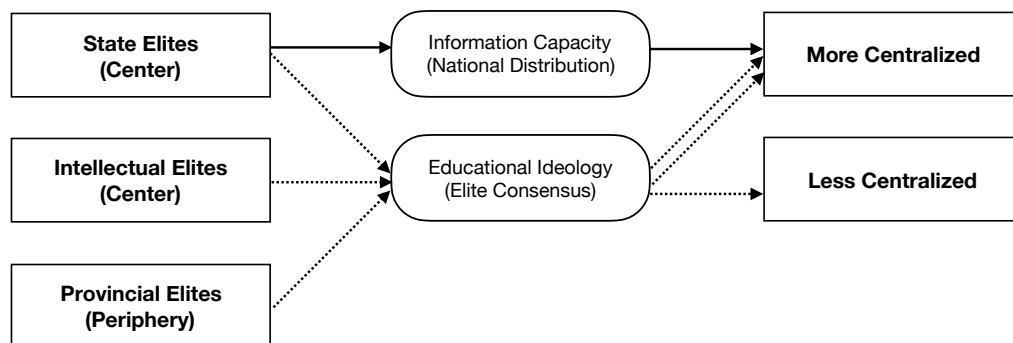 State Elites
(Center)
Information Capacity
(National Distribution)
More Centralized
Intellectual Elites
(Center)
Educational Ideology
(Elite Consensus)
Less Centralized
Provincial Elites
(Periphery)